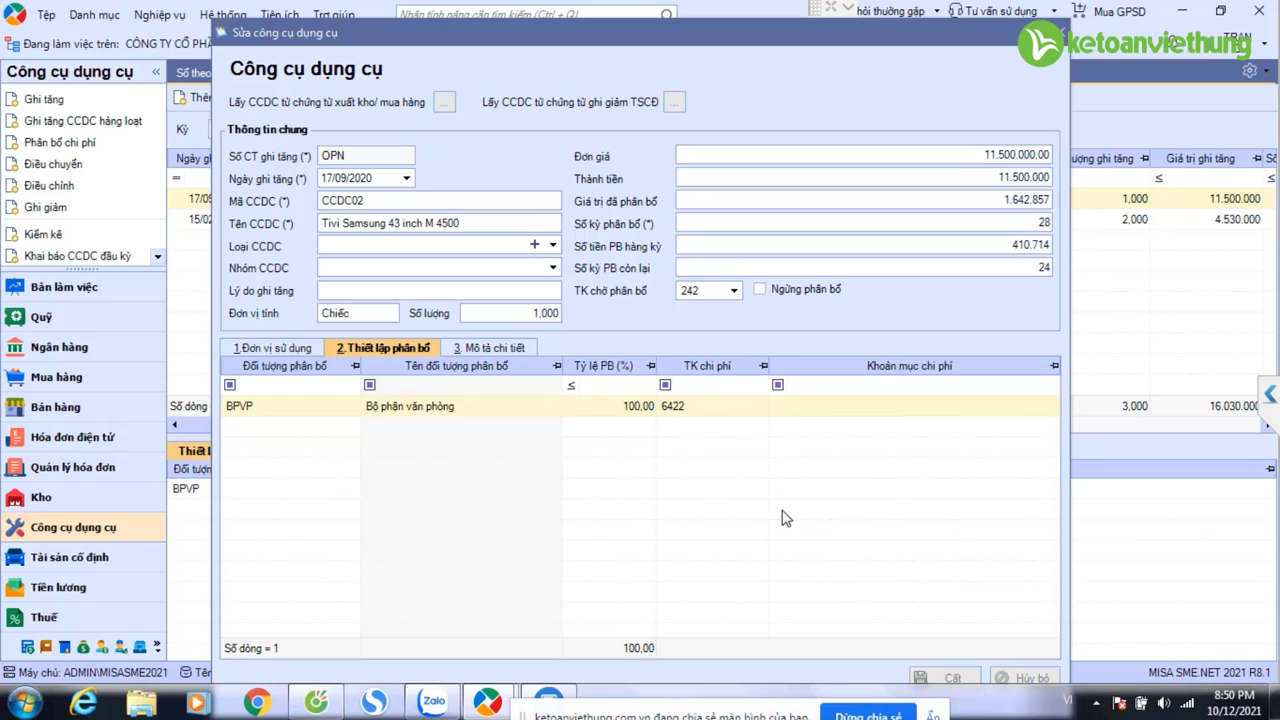 Tệp Danh mục Nghiệp vụ Hệ thống Tiện ích Trợ giúp
Nhập tính năng cần tìm kiếm... (Ctrl + Q)
hỏi thường gặp Tư vấn sử dụng Mua GPSD
Đang làm việc trên: CÔNG TY CỔ PHẦ
Sửa công cụ dụng cụ
TRAN
ketoanviethung
Công cụ dụng cụ «
Số theo
Công cụ dụng cụ
Ghi tăng
Ghi tăng CCDC hàng loạt
Phân bổ chi phí
Điều chuyển
Điều chỉnh
Ghi giảm
Kiểm kê
Khai báo CCDC đầu kỳ
Bàn làm việc
Quỹ
Ngân hàng
Mua hàng
Bán hàng
Hóa đơn điện tử
Quản lý hóa đơn
Kho
Công cụ dụng cụ
Tài sản cố định
Tiền lương
Thuế
Thê
Kỳ
Ngày gh
=
17/09
15/02
Số dòng
Thiết l
Đối tượn
BPVP
Lấy CCDC từ chứng từ xuất kho/ mua hàng ... Lấy CCDC từ chứng từ ghi giảm TSCĐ ...
Thông tin chung
Số CT ghi tăng (*) OPN
Ngày ghi tăng (*) 17/09/2020
Mã CCDC (*) CCDC02
Tên CCDC (*) Tivi Samsung 43 inch M 4500
Loại CCDC +
Nhóm CCDC
Lý do ghi tăng
Đơn vị tính Chiếc Số lượng 1,000
Đơn giá 11.500.000,00
Thành tiền 11.500.000
Giá trị đã phân bổ 1.642.857
Số kỳ phân bổ (*) 28
Số tiền PB hàng kỳ 410.714
Số kỳ PB còn lại 24
TK chờ phân bổ 242 Ngừng phân bổ
1.Đơn vị sử dụng 2.Thiết lập phân bổ 3. Mô tả chi tiết
Đối tượng phân bổ Tên đối tượng phân bổ Tỷ lệ PB (%) TK chi phí Khoản mục chi phí
≤
BPVP Bộ phận văn phòng 100,00 6422
Số dòng = 1 100,00
Cất Hủy bỏ
ượng ghi tăng Giá trị ghi tăng Số
≤ ≤
1,000 11.500.000
2,000 4.530.000
3,000 16.030.000
Máy chủ: ADMIN\MISASME2021 Tên
MISA SME.NET 2021 R8.1
Zalo
ketoanviethung.com.vn đang chia sẻ màn hình của bạn. Dừng chia sẻ Ẩn
VI
8:50 PM
10/12/2021